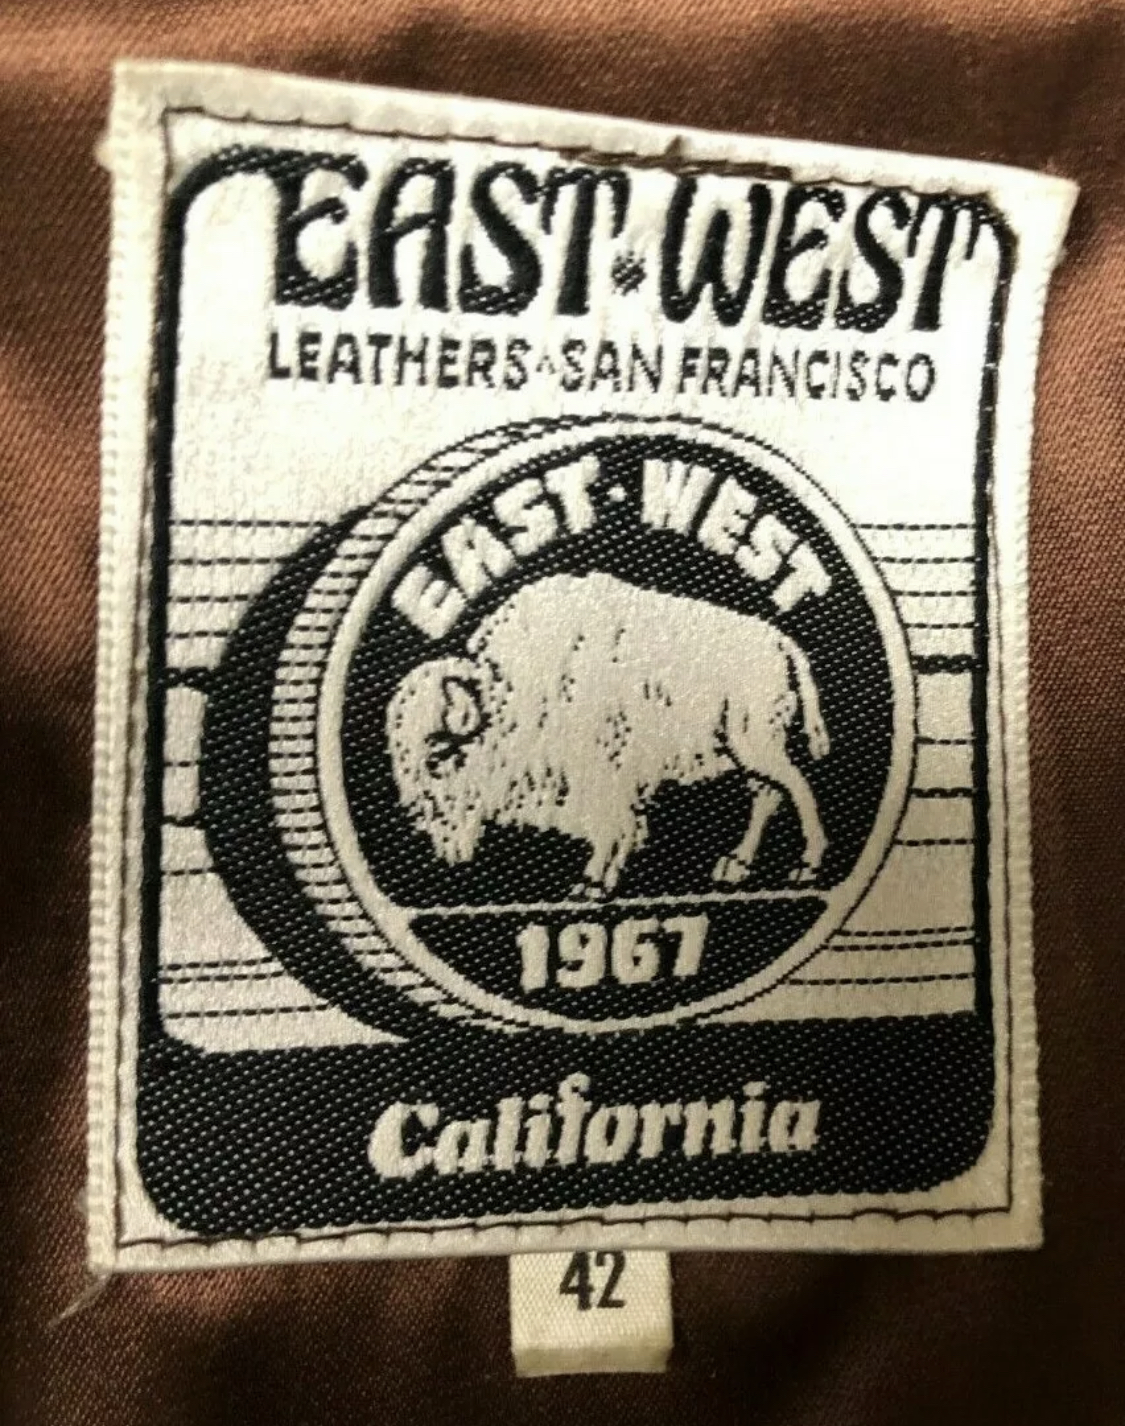 EAST·WEST
LEATHERS^SAN FRANCISCO
EAST·WEST
1967
California
42